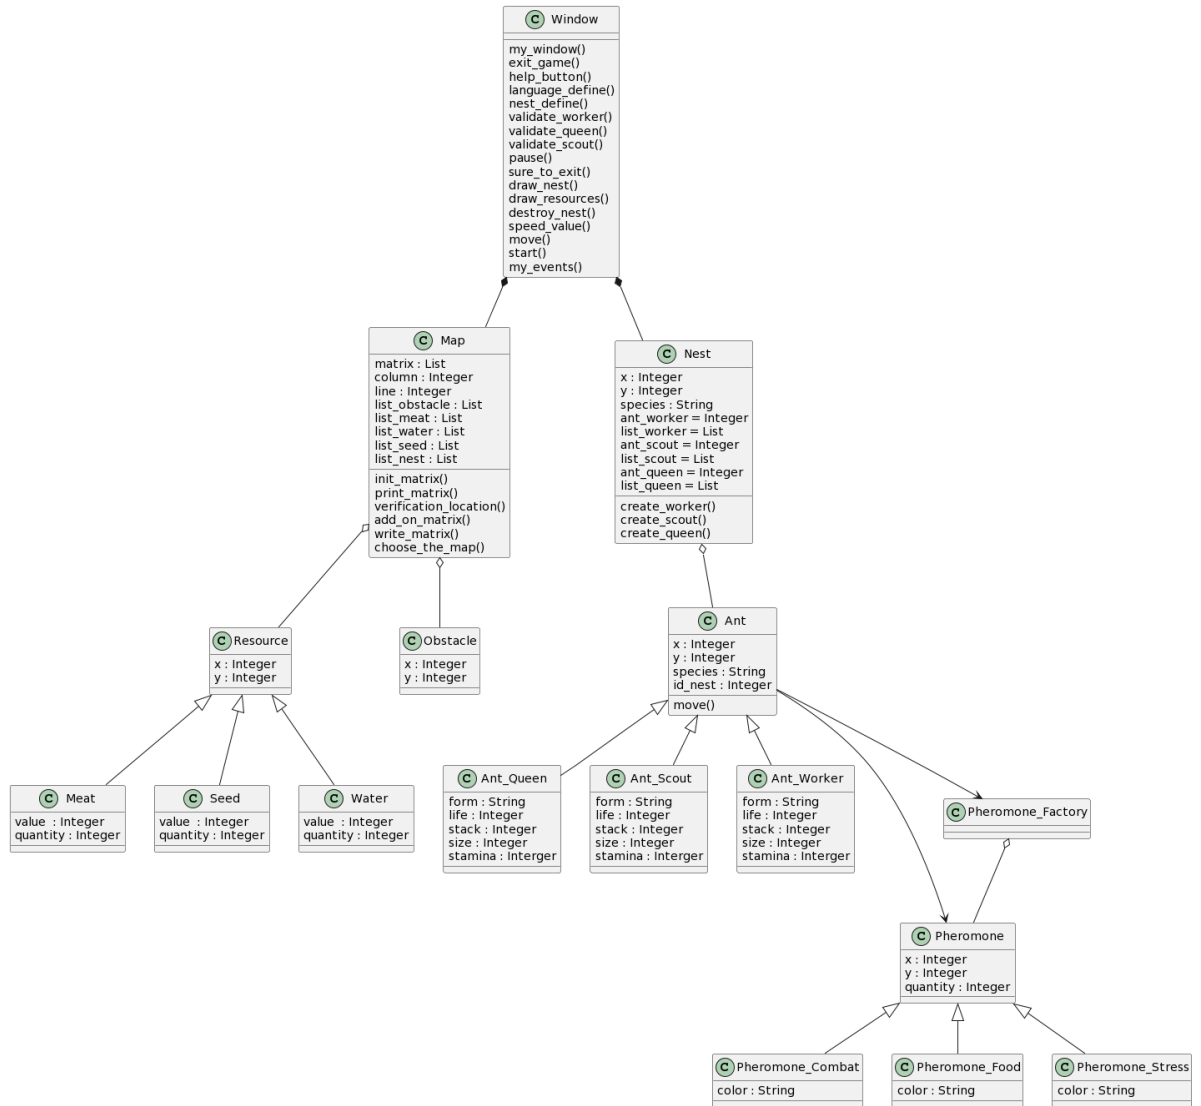 C Window
my_window()
exit_game()
help_button()
language_define()
nest_define()
validate_worker()
validate_queen()
validate_scout()
pause()
sure_to_exit()
draw_nest()
draw_resources()
destroy_nest()
speed_value()
move()
start()
my_events()
C Map
matrix : List
column : Integer
line : Integer
list_obstacle : List
list_meat : List
list_water : List
list_seed : List
list_nest : List
init_matrix()
print_matrix()
verification_location()
add_on_matrix()
write_matrix()
choose_the_map()
C Nest
x : Integer
y : Integer
species : String
ant_worker = Integer
list_worker = List
ant_scout = Integer
list_scout = List
ant_queen = Integer
list_queen = List
create_worker()
create_scout()
create_queen()
C Resource
x : Integer
y : Integer
C Obstacle
x : Integer
y : Integer
C Ant
x : Integer
y : Integer
species : String
id_nest : Integer
move()
C Meat
value  : Integer
quantity : Integer
C Seed
value  : Integer
quantity : Integer
C Water
value  : Integer
quantity : Integer
C Ant_Queen
form : String
life : Integer
stack : Integer
size : Integer
stamina : Interger
C Ant_Scout
form : String
life : Integer
stack : Integer
size : Integer
stamina : Interger
C Ant_Worker
form : String
life : Integer
stack : Integer
size : Integer
stamina : Interger
C Pheromone_Factory
C Pheromone
x : Integer
y : Integer
quantity : Integer
C Pheromone_Combat
color : String
C Pheromone_Food
color : String
C Pheromone_Stress
color : String